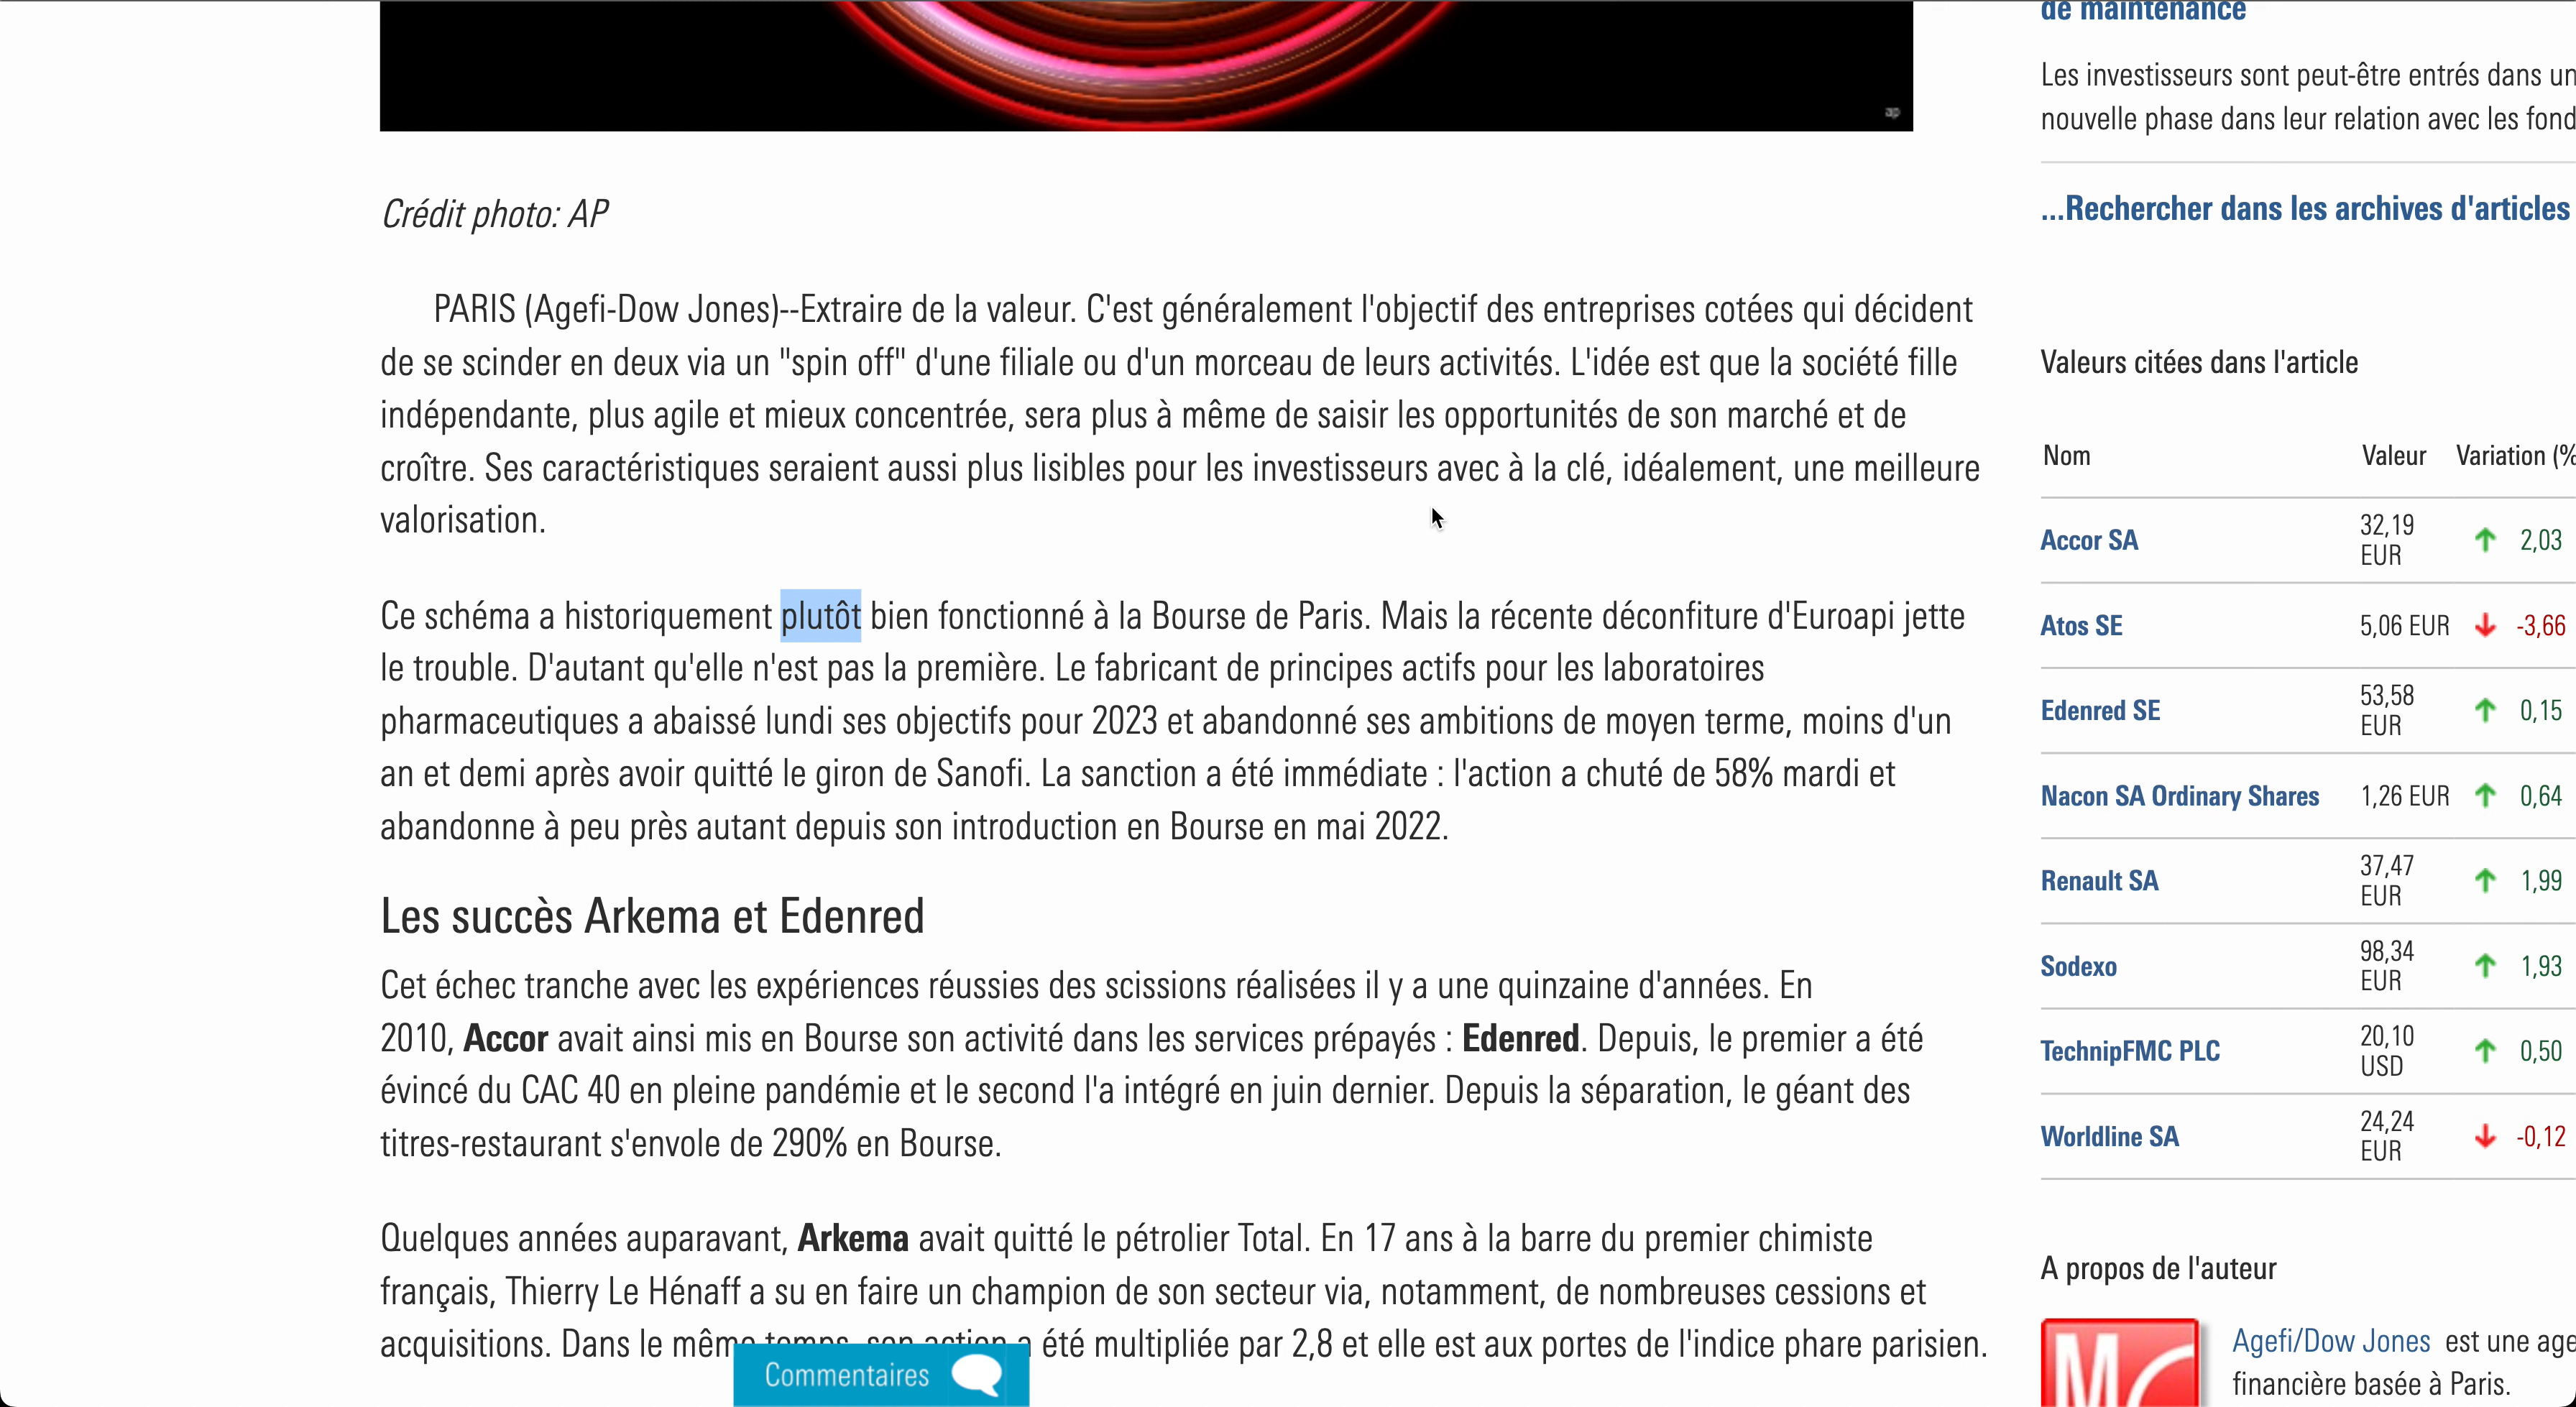 ap
Crédit photo: AP
PARIS (Agefi-Dow Jones)--Extraire de la valeur. C'est généralement l'objectif des entreprises cotées qui décident
de se scinder en deux via un "spin off" d'une filiale ou d'un morceau de leurs activités. L'idée est que la société fille
indépendante, plus agile et mieux concentrée, sera plus à même de saisir les opportunités de son marché et de
croître. Ses caractéristiques seraient aussi plus lisibles pour les investisseurs avec à la clé, idéalement, une meilleure
valorisation.
Ce schéma a historiquement plutôt bien fonctionné à la Bourse de Paris. Mais la récente déconfiture d'Euroapi jette
le trouble. D'autant qu'elle n'est pas la première. Le fabricant de principes actifs pour les laboratoires
pharmaceutiques a abaissé lundi ses objectifs pour 2023 et abandonné ses ambitions de moyen terme, moins d'un
an et demi après avoir quitté le giron de Sanofi. La sanction a été immédiate : l'action a chuté de 58% mardi et
abandonne à peu près autant depuis son introduction en Bourse en mai 2022.
Les succès Arkema et Edenred
Cet échec tranche avec les expériences réussies des scissions réalisées il y a une quinzaine d'années. En
2010, Accor avait ainsi mis en Bourse son activité dans les services prépayés : Edenred. Depuis, le premier a été
évincé du CAC 40 en pleine pandémie et le second l'a intégré en juin dernier. Depuis la séparation, le géant des
titres-restaurant s'envole de 290% en Bourse.
Quelques années auparavant, Arkema avait quitté le pétrolier Total. En 17 ans à la barre du premier chimiste
français, Thierry Le Hénaff a su en faire un champion de son secteur via, notamment, de nombreuses cessions et
acquisitions. Dans le même temps, son action a été multipliée par 2,8 et elle est aux portes de l'indice phare parisien.
Commentaires
de maintenance
Les investisseurs sont peut-être entrés dans un
nouvelle phase dans leur relation avec les fond
...Rechercher dans les archives d'articles
Valeurs citées dans l'article
Nom Valeur Variation (%
Accor SA 32,19 EUR 2,03
Atos SE 5,06 EUR -3,66
Edenred SE 53,58 EUR 0,15
Nacon SA Ordinary Shares 1,26 EUR 0,64
Renault SA 37,47 EUR 1,99
Sodexo 98,34 EUR 1,93
TechnipFMC PLC 20,10 USD 0,50
Worldline SA 24,24 EUR -0,12
A propos de l'auteur
M
Agefi/Dow Jones est une age
financière basée à Paris.